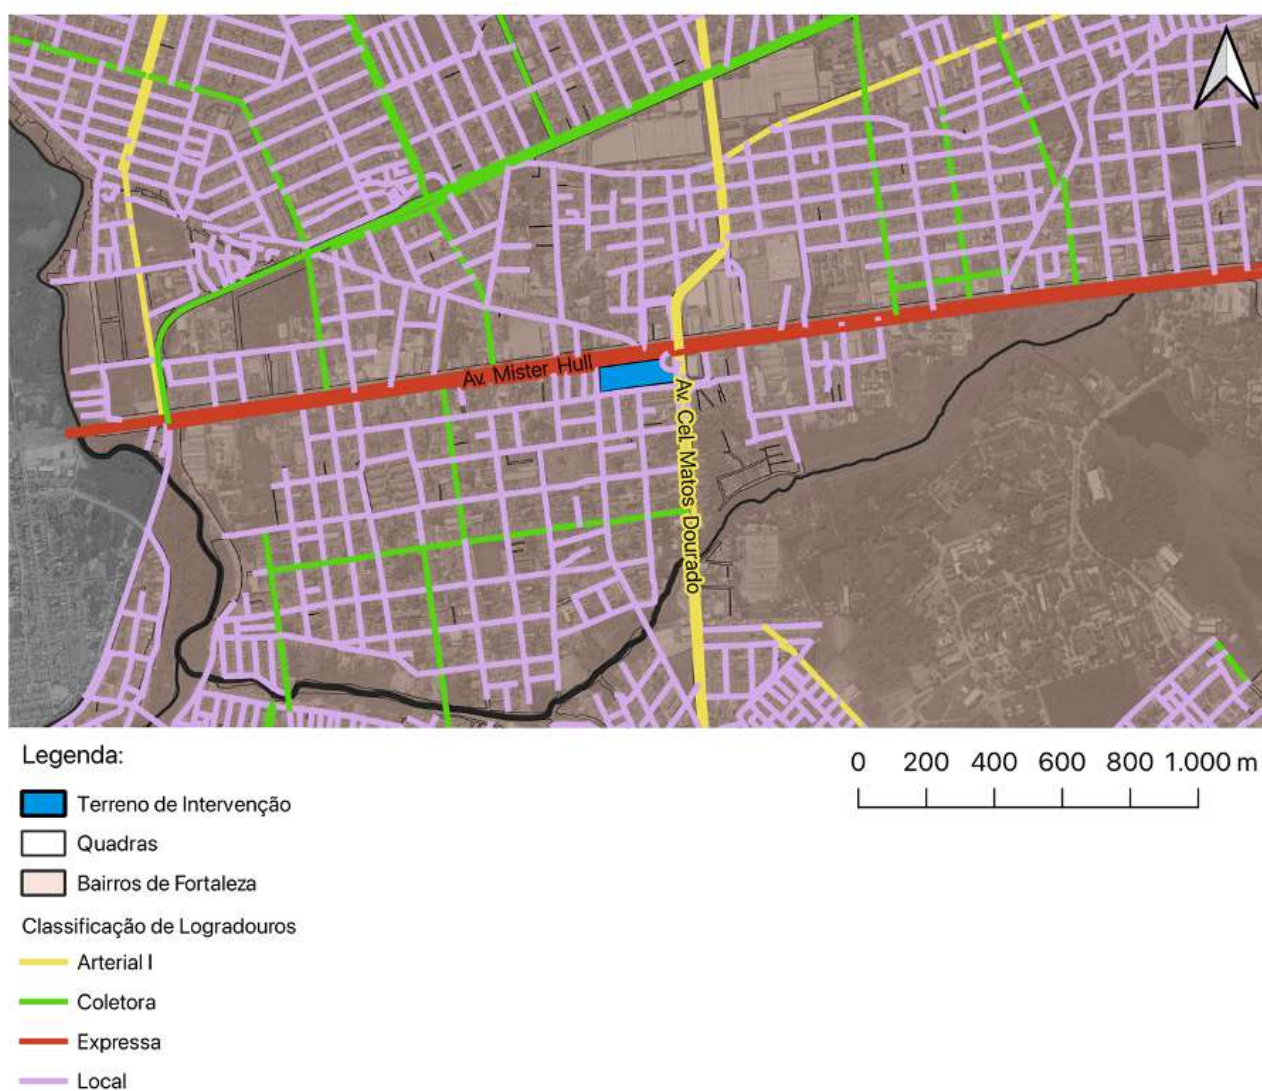 Av. Mister Hull
Av. Cel. Matos Dourado
Legenda:
Terreno de Intervenção
Quadras
Bairros de Fortaleza
Classificação de Logradouros
Arterial I
Coletora
Expressa
Local
0 200 400 600 800 1.000 m